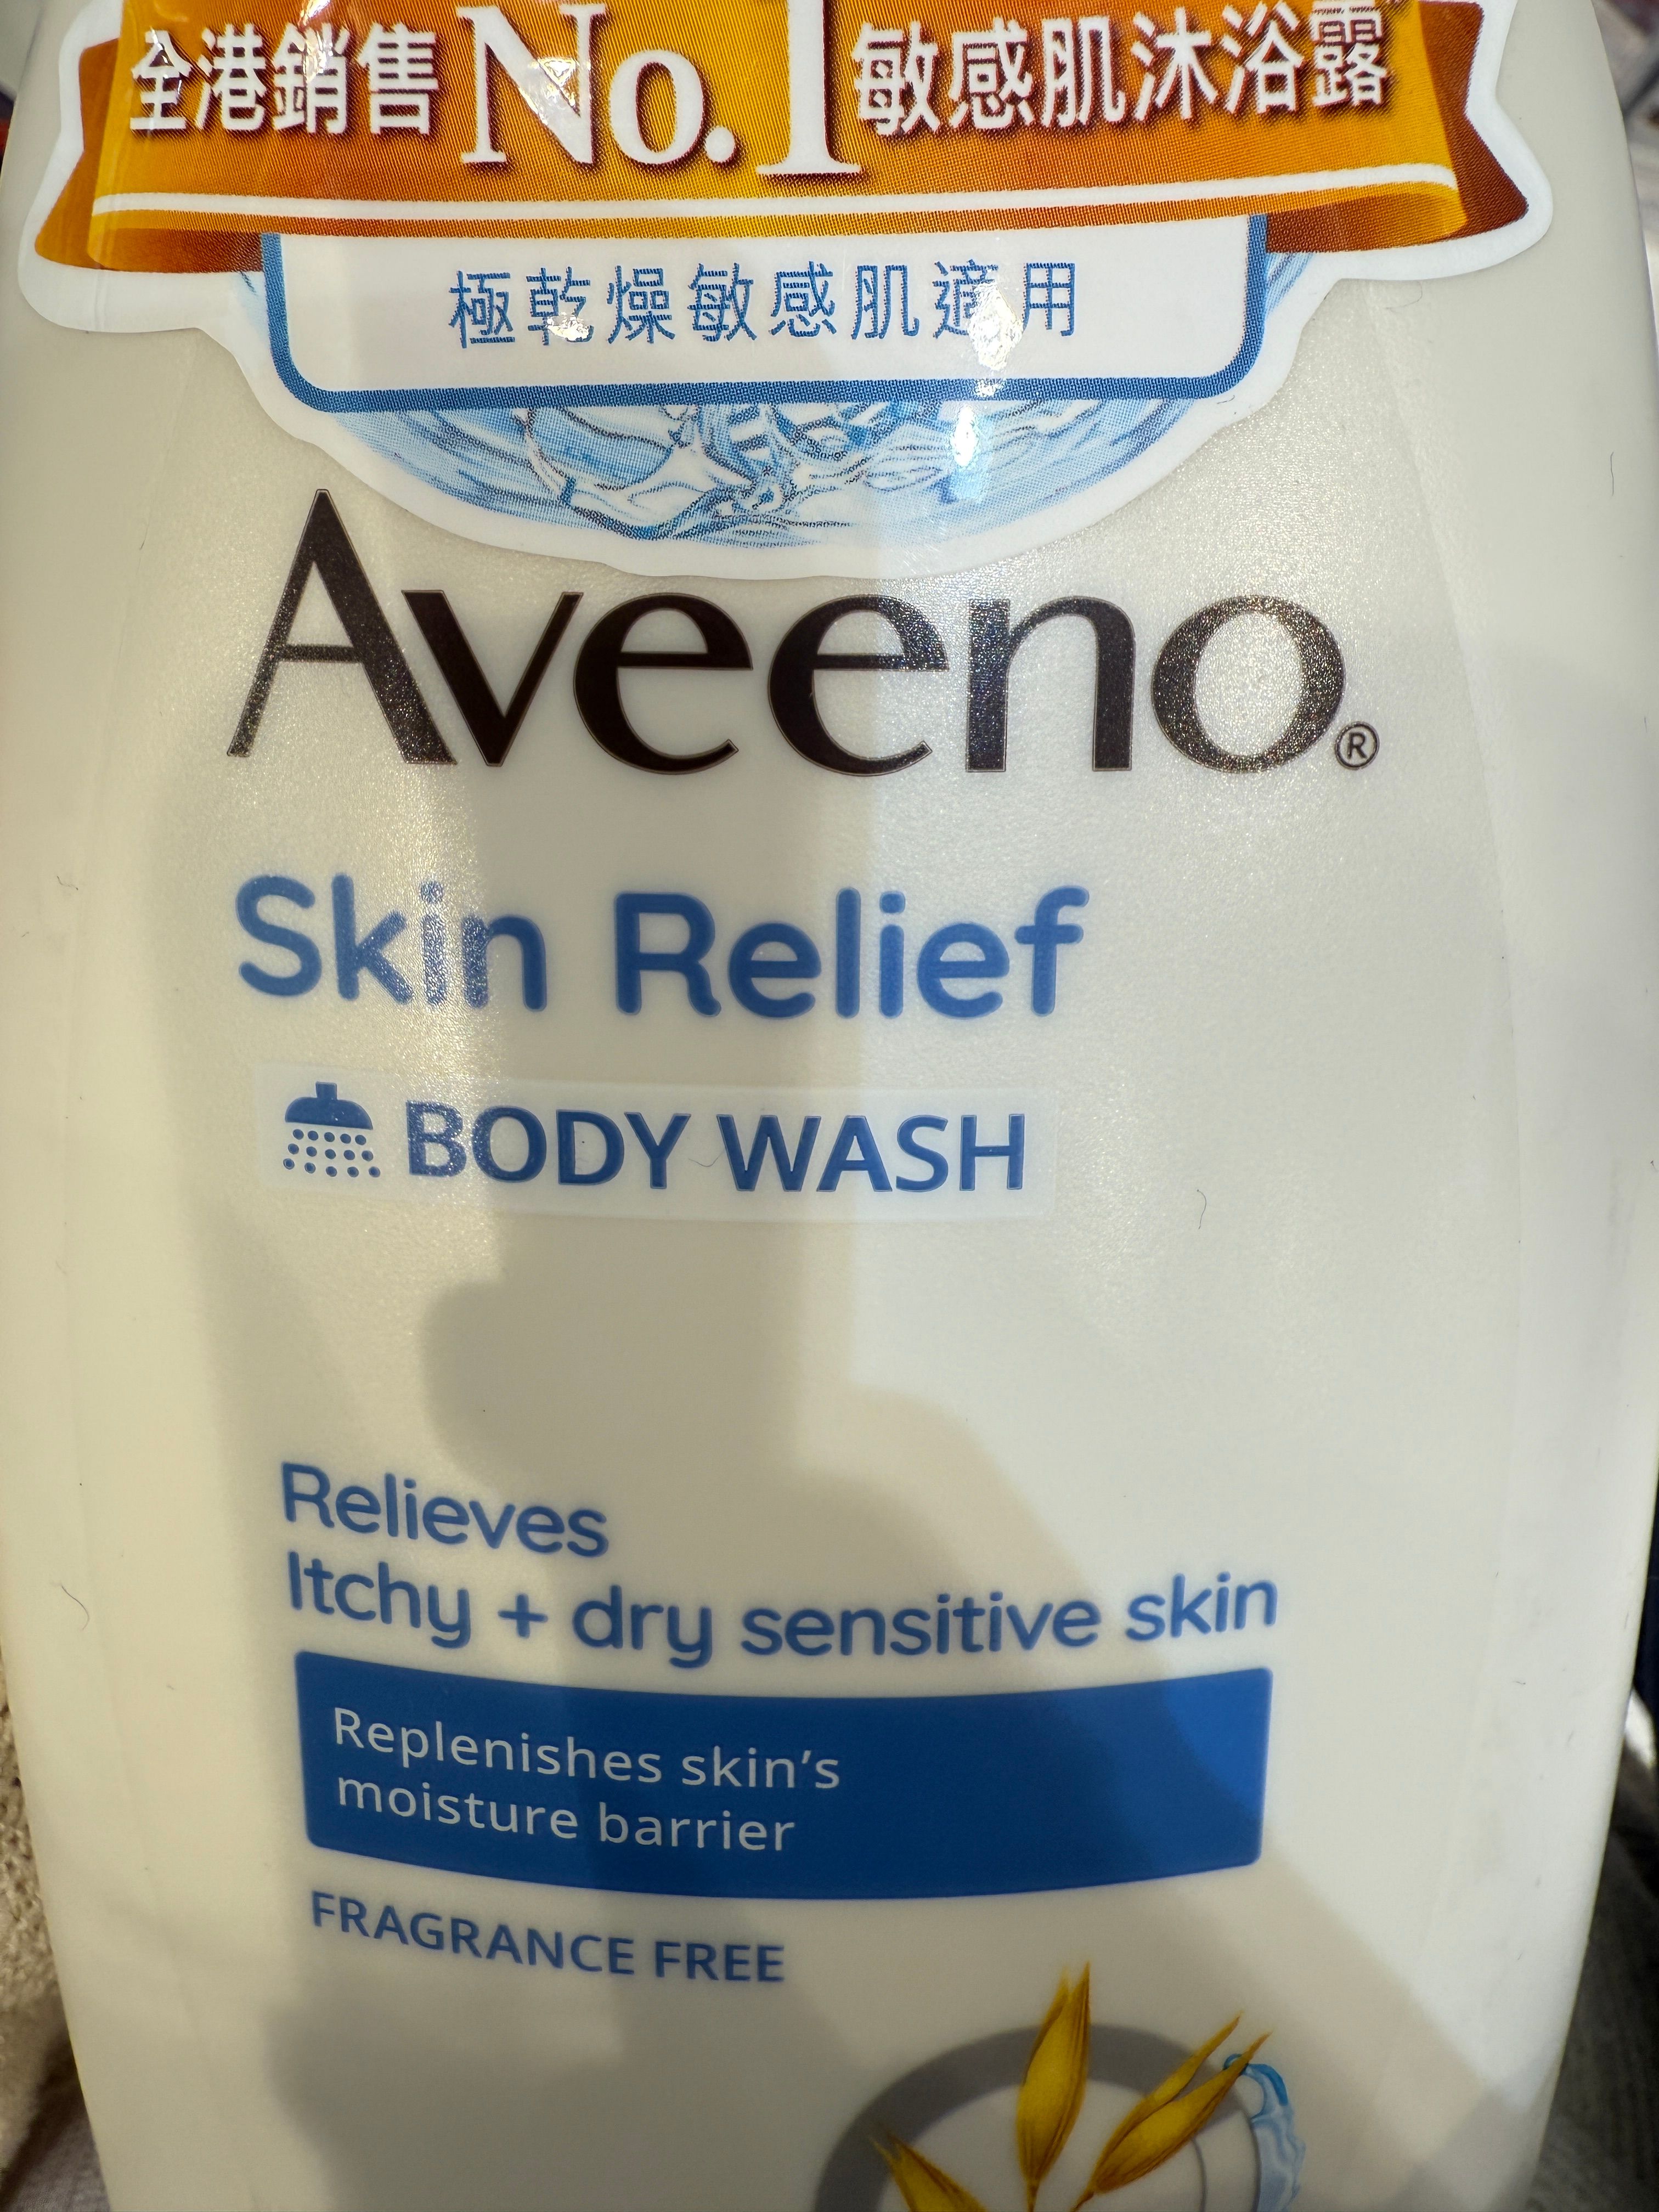 全港銷售No.1敏感肌沐浴露
極乾燥敏感肌適用
Aveeno®
Skin Relief
BODY WASH
Relieves
Itchy + dry sensitive skin
Replenishes skin's
moisture barrier
FRAGRANCE FREE